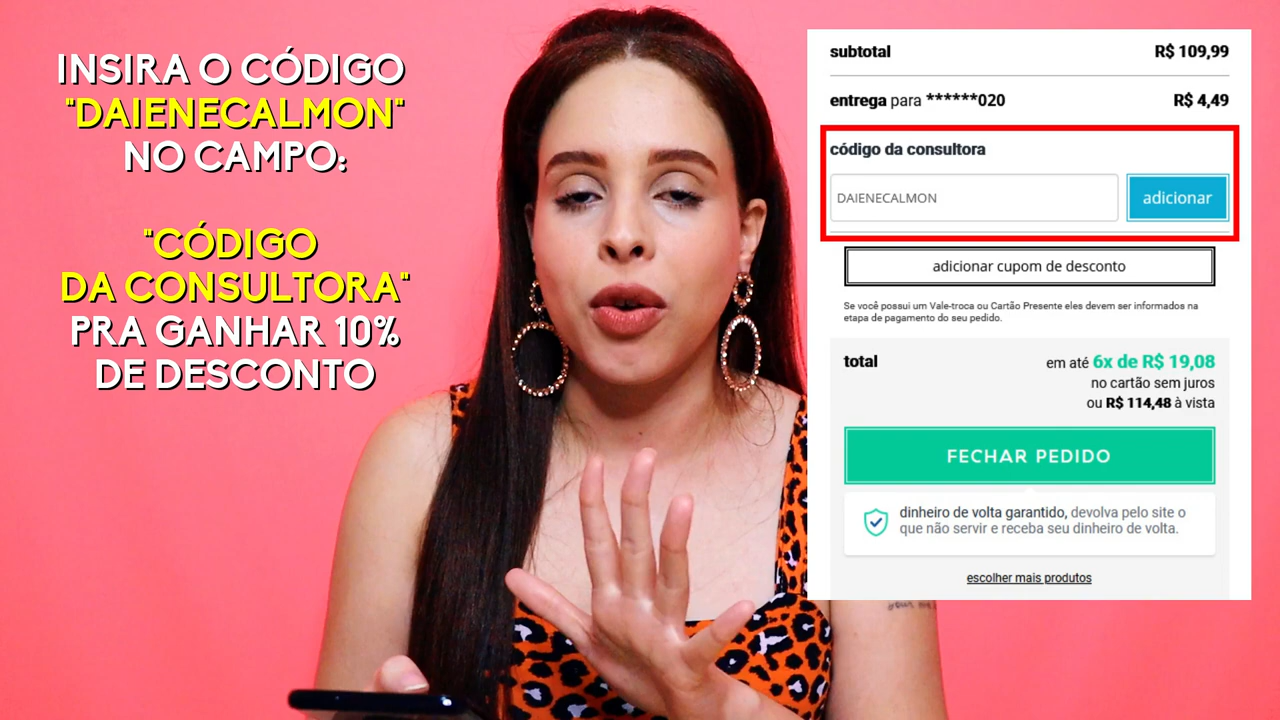 INSIRA O CÓDIGO
"DAIENECALMON"
NO CAMPO:
"CÓDIGO
DA CONSULTORA"
PRA GANHAR 10%
DE DESCONTO
subtotal R$ 109,99
entrega para ******020 R$ 4,49
código da consultora
DAIENECALMON adicionar
adicionar cupom de desconto
Se você possui um Vale-troca ou Cartão Presente eles devem ser informados na
etapa de pagamento do seu pedido.
total em até 6x de R$ 19,08
no cartão sem juros
ou R$ 114,48 à vista
FECHAR PEDIDO
dinheiro de volta garantido, devolva pelo site o
que não servir e receba seu dinheiro de volta.
escolher mais produtos